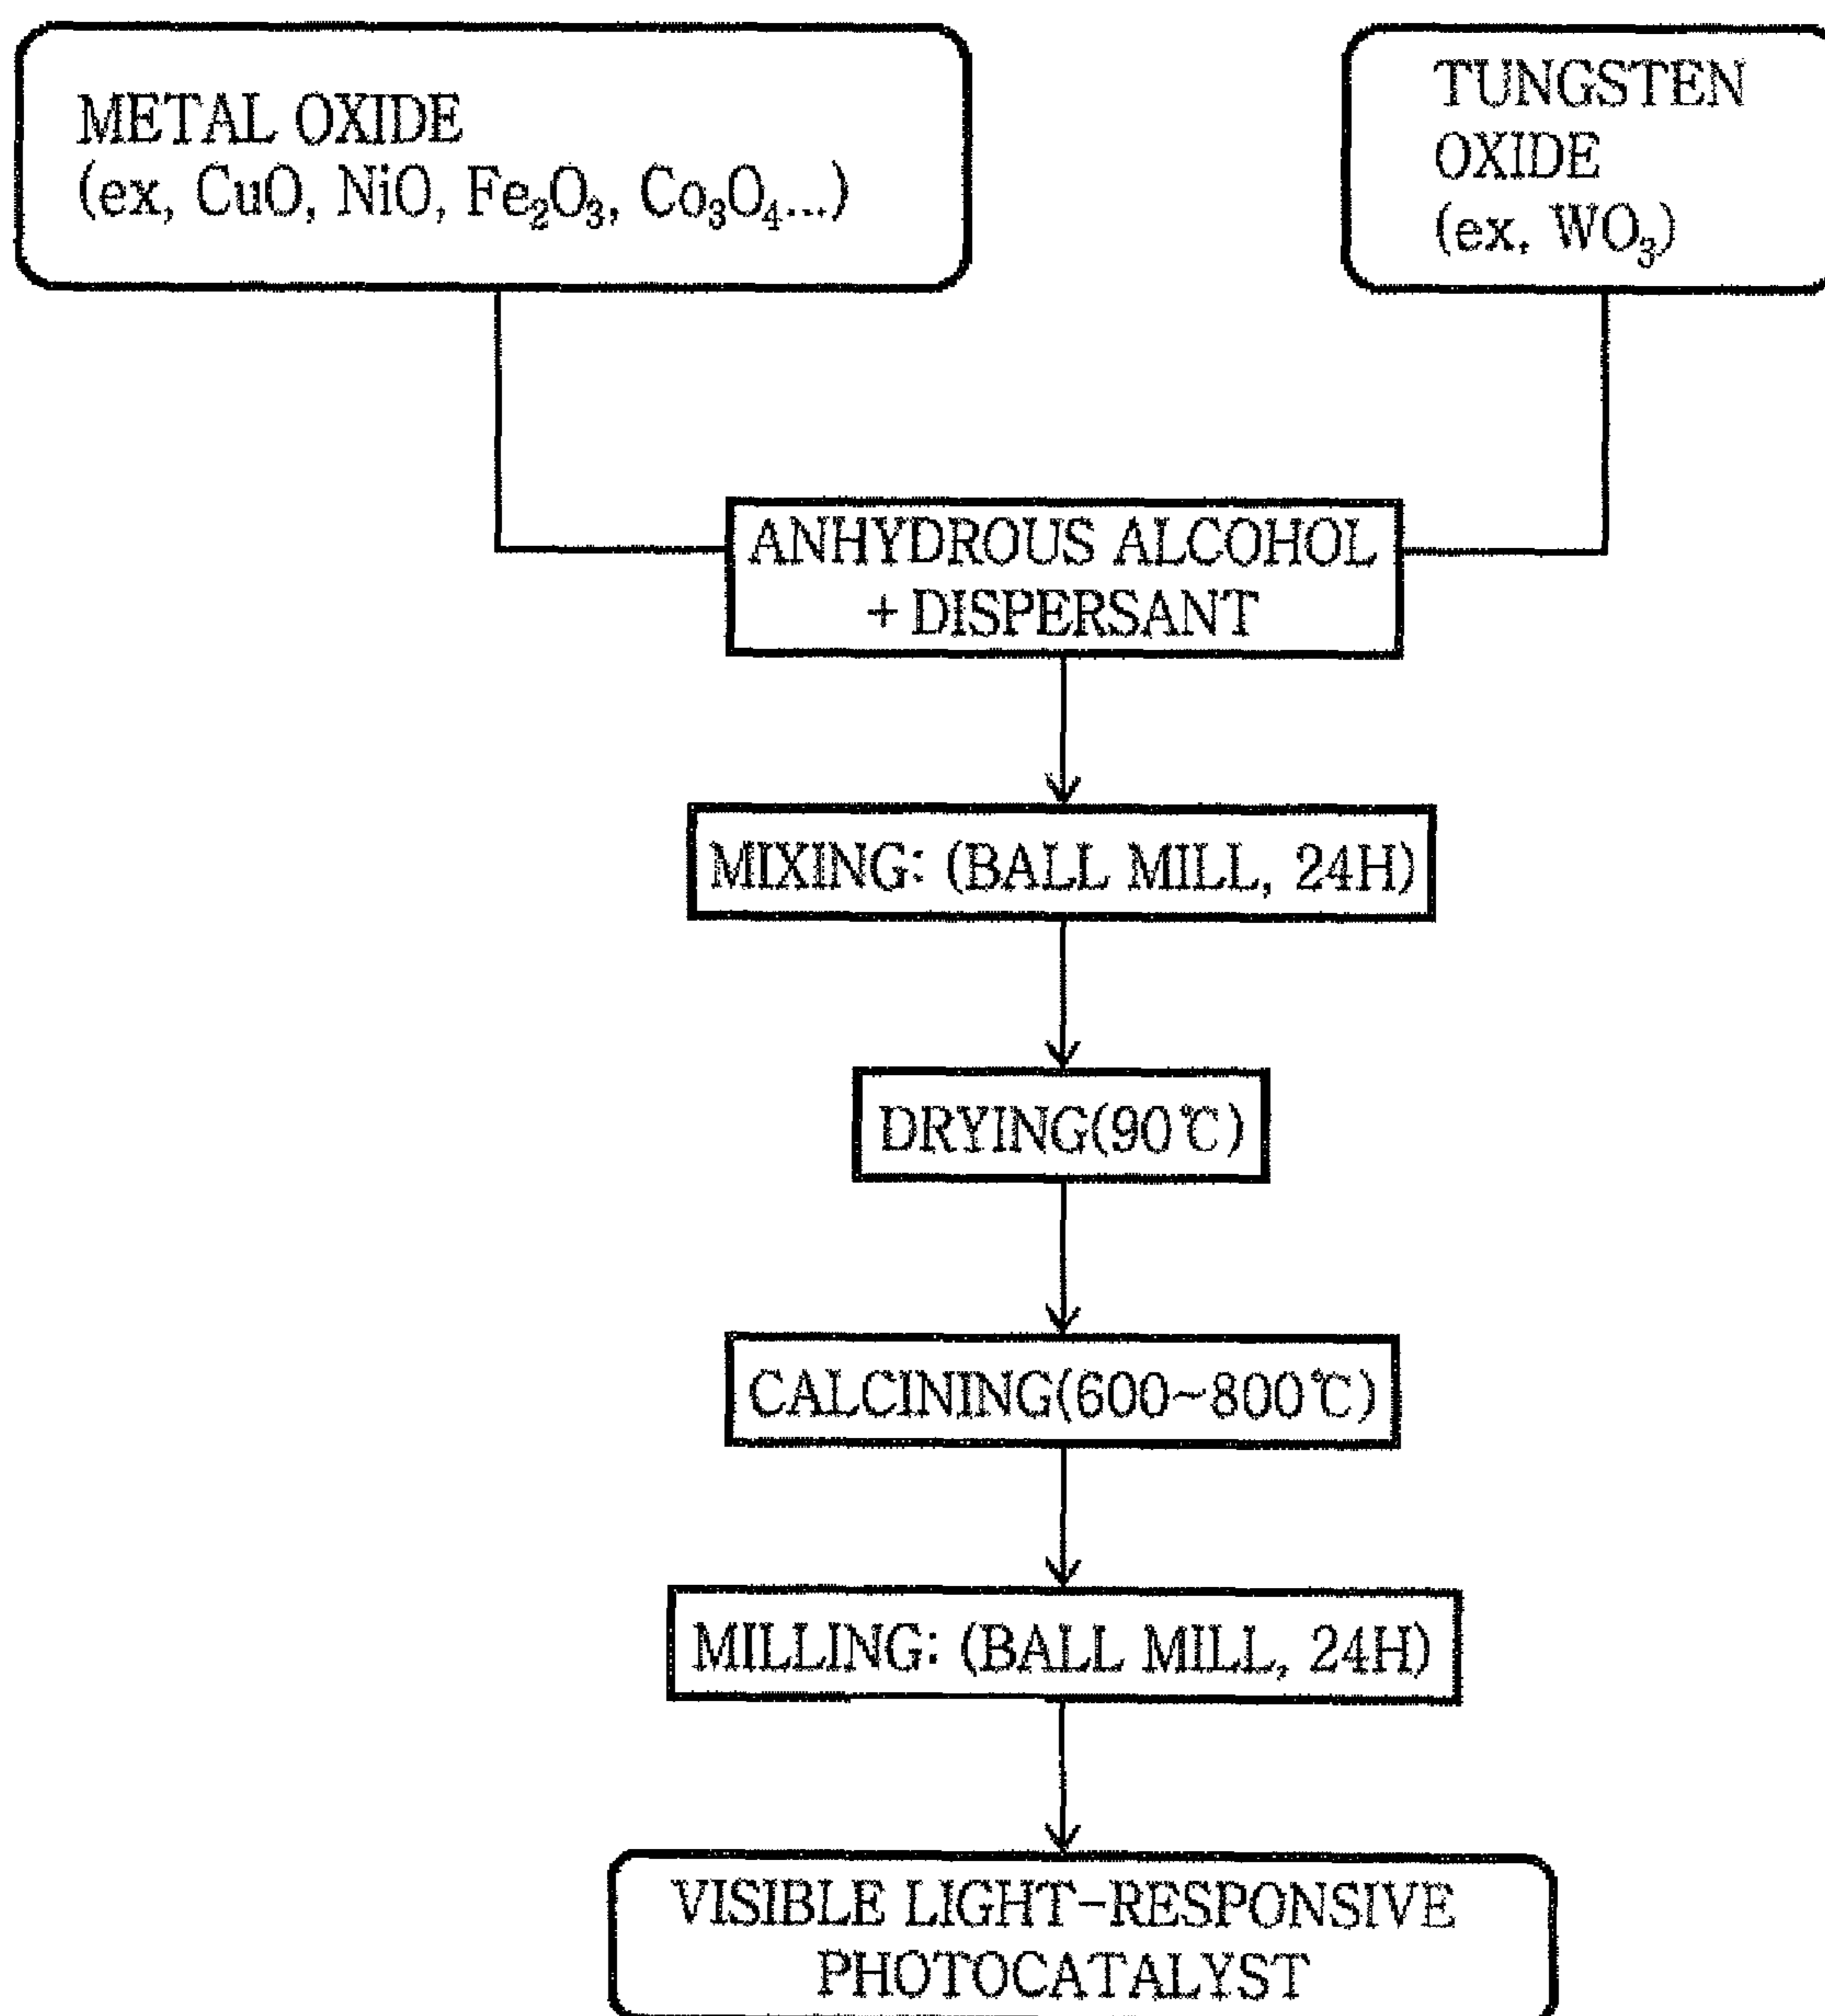 METAL OXIDE
(ex, CuO, NiO, Fe₂O₃, Co₃O₄...)
TUNGSTEN
OXIDE
(ex. WO₃)
ANHYDROUS ALCOHOL
+ DISPERSANT
MIXING: (BALL MILL, 24H)
DRYING(90℃)
CALCINING(600~800℃)
MILLING: (BALL MILL, 24H)
VISIBLE LIGHT-RESPONSIVE
PHOTOCATALYST